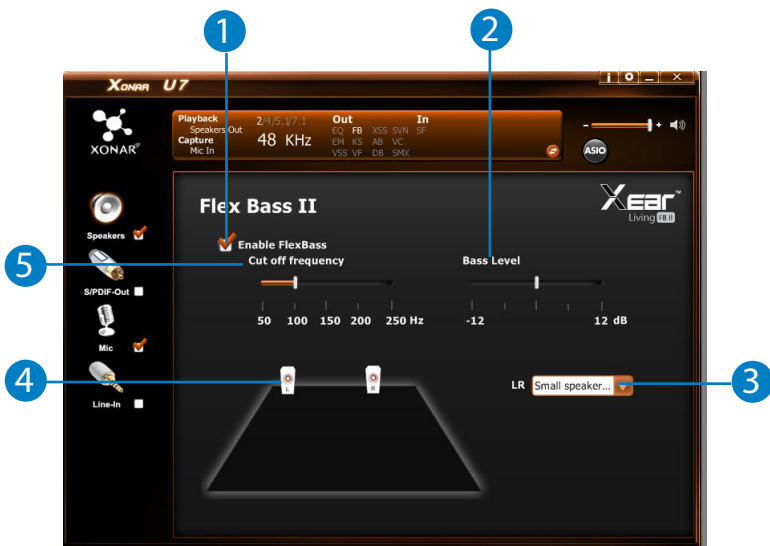 1
2
XONAR U7
i
Playback 2/4/5.1/7.1 Out In
Speakers Out EQ FB XSS SVN SF
Capture 48 KHz EM KS AB VC
Mic In VSS VF DB SMX
- +
ASIO
XONAR®
Flex Bass II
Xear™
Living FB II
Speakers
Enable FlexBass
5
Cut off frequency Bass Level
S/PDIF-Out
50 100 150 200 250 Hz -12 12 dB
Mic
4
L R
LR Small speaker...
3
Line-In